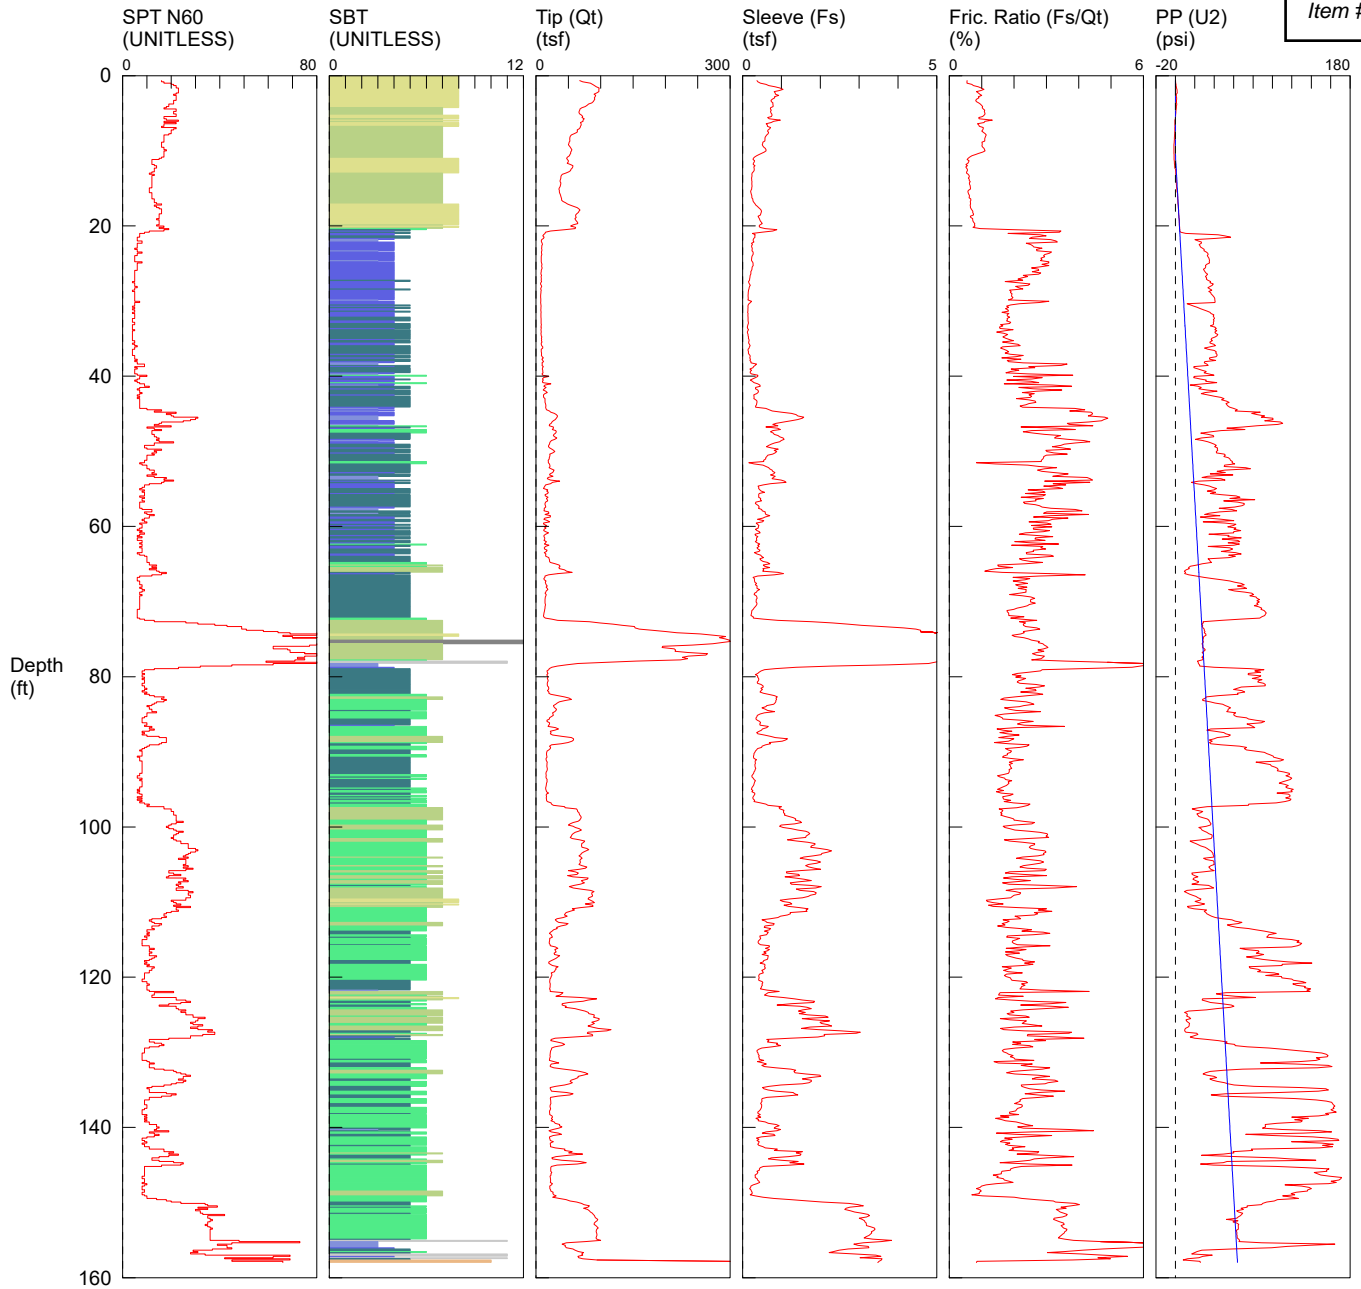 SPT N60
(UNITLESS)
SBT
(UNITLESS)
Tip (Qt)
(tsf)
Sleeve (Fs)
(tsf)
Fric. Ratio (Fs/Qt)
(%)
PP (U2)
(psi)
Item #
0 80
0 12
0 300
0 5
0 6
-20 180
0
20
40
60
Depth
(ft)
80
100
120
140
160